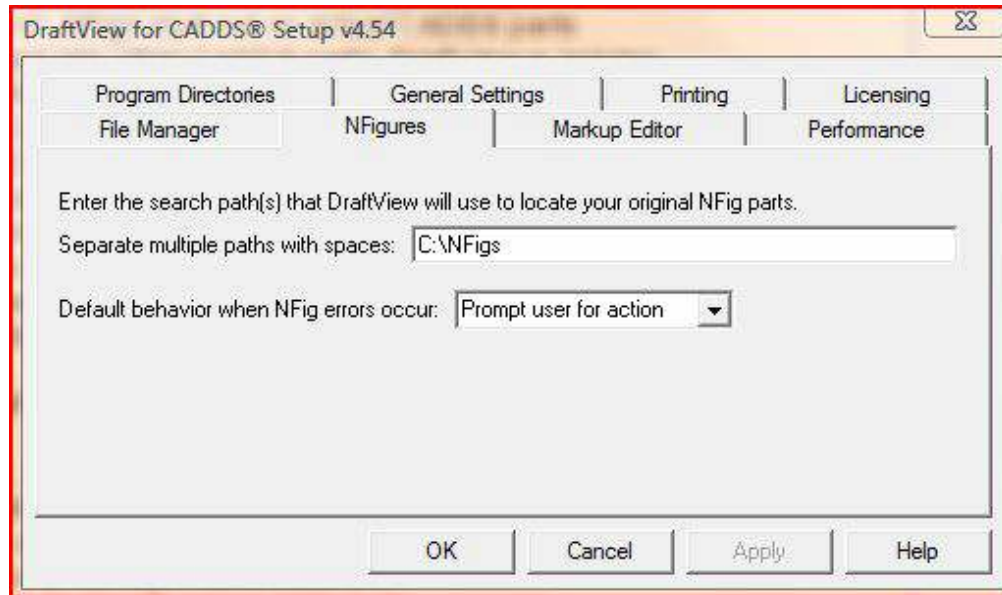 DraftView for CADDS® Setup v4.54
Program Directories General Settings Printing Licensing
File Manager NFigures Markup Editor Performance
Enter the search path(s) that DraftView will use to locate your original NFig parts.
Separate multiple paths with spaces: C:\NFigs
Default behavior when NFig errors occur: Prompt user for action
OK Cancel Apply Help